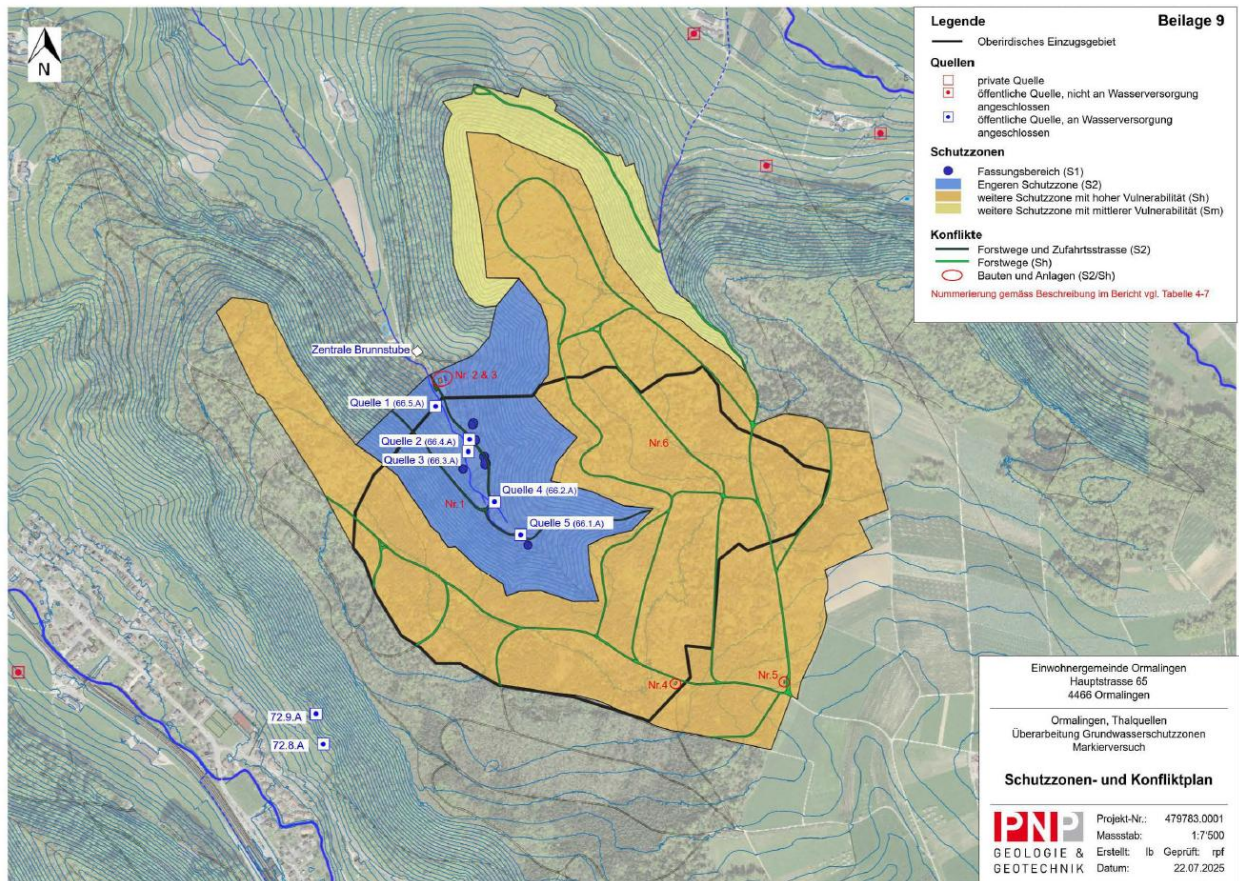 N
Legende
Beilage 9
Oberirdisches Einzugsgebiet
Quellen
private Quelle
öffentliche Quelle, nicht an Wasserversorgung
angeschlossen
öffentliche Quelle, an Wasserversorgung
angeschlossen
Schutzzonen
Fassungsbereich (S1)
Engeren Schutzzone (S2)
weitere Schutzzone mit hoher Vulnerabilität (Sh)
weitere Schutzzone mit mittlerer Vulnerabilität (Sm)
Konflikte
Forstwege und Zufahrtsstrasse (S2)
Forstwege (Sh)
Bauten und Anlagen (S2/Sh)
Nummerierung gemäss Beschreibung im Bericht vgl. Tabelle 4-7
Zentrale Brunnstube
Nr. 2 & 3
Quelle 1 (66.5.A)
Quelle 2 (66.4.A)
Quelle 3 (66.3.A)
Nr.6
Quelle 4 (66.2.A)
Nr.1
Quelle 5 (66.1.A)
Nr.4
Nr.5
72.9.A
72.8.A
Einwohnergemeinde Ormalingen
Hauptstrasse 65
4466 Ormalingen
Ormalingen, Thalquellen
Überarbeitung Grundwasserschutzzonen
Markierversuch
Schutzzonen- und Konfliktplan
PNP
GEOLOGIE &
GEOTECHNIK
Projekt-Nr.: 479783.0001
Massstab: 1:7'500
Erstellt: lb Geprüft: rpf
Datum: 22.07.2025